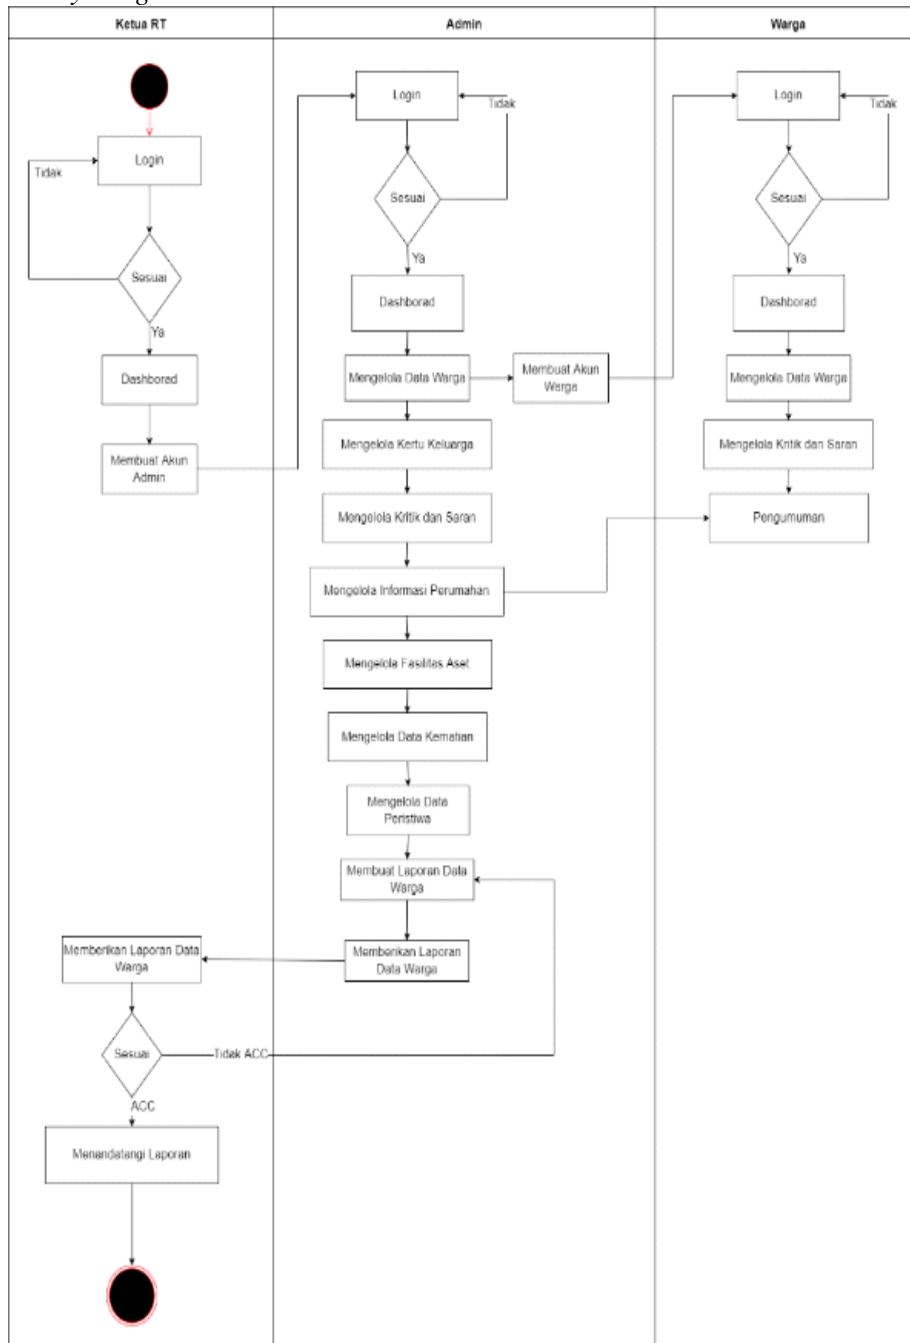 Ketua RT
Admin
Warga
Login
Tidak
Sesuai
Ya
Dashborad
Membuat Akun
Admin
Login
Tidak
Sesuai
Ya
Dashborad
Mengelola Data Warga
Membuat Akun
Warga
Mengelola Kertu Keluarga
Mengelola Kritik dan Saran
Mengelola Informasi Perumahan
Mengelola Fasilitas Aset
Mengelola Data Kematian
Mengelola Data
Peristiwa
Membuat Laporan Data
Warga
Memberikan Laporan
Data Warga
Login
Tidak
Sesuai
Ya
Dashborad
Mengelola Data Warga
Mengelola Kritik dan Saran
Pengumuman
Memberikan Laporan Data
Warga
Sesuai
Tidak ACC
ACC
Menandatangi Laporan